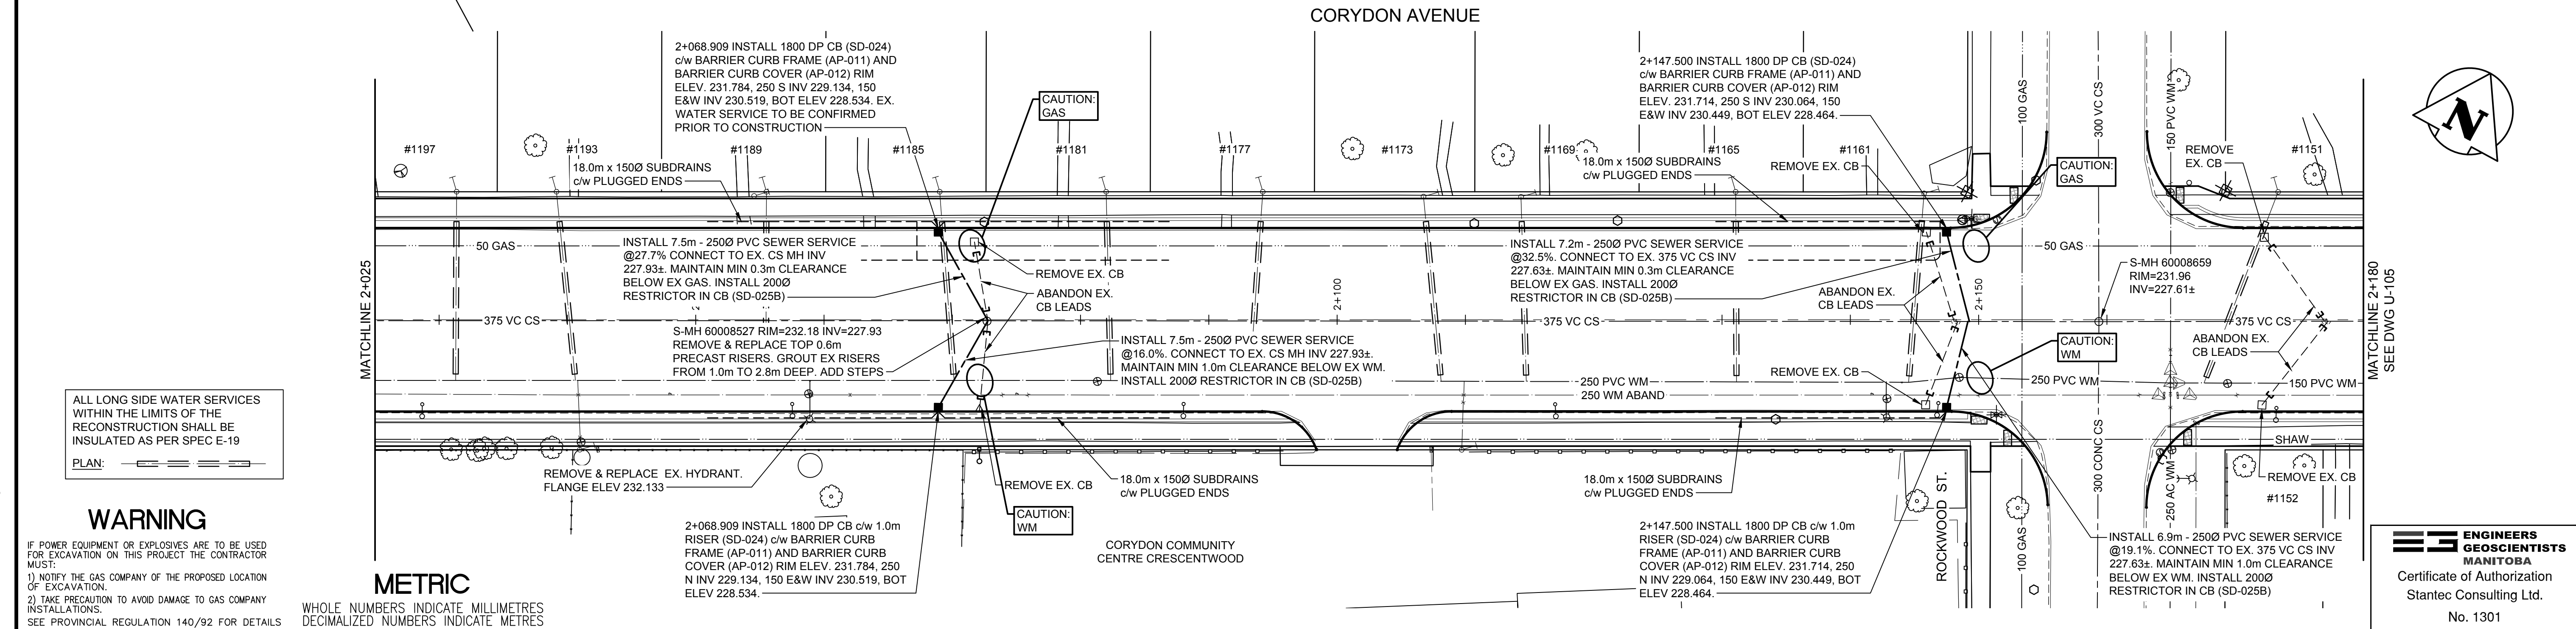 CORYDON AVENUE
2+068.909 INSTALL 1800 DP CB (SD-024)
c/w BARRIER CURB FRAME (AP-011) AND
BARRIER CURB COVER (AP-012) RIM
ELEV. 231.784, 250 S INV 229.134, 150
E&W INV 230.519, BOT ELEV 228.534. EX.
WATER SERVICE TO BE CONFIRMED
PRIOR TO CONSTRUCTION
CAUTION:
GAS
2+147.500 INSTALL 1800 DP CB (SD-024)
c/w BARRIER CURB FRAME (AP-011) AND
BARRIER CURB COVER (AP-012) RIM
ELEV. 231.714, 250 S INV 230.064, 150
E&W INV 230.449, BOT ELEV 228.464.
100 GAS
300 VC CS
150 PVC WM
N
#1197
#1193
#1189
#1185
#1181
#1177
#1173
#1169
#1165
#1161
#1151
18.0m x 150Ø SUBDRAINS
c/w PLUGGED ENDS
18.0m x 150Ø SUBDRAINS
c/w PLUGGED ENDS
REMOVE EX. CB
CAUTION:
GAS
REMOVE
EX. CB
MATCHLINE 2+025
50 GAS
INSTALL 7.5m - 250Ø PVC SEWER SERVICE
@27.7% CONNECT TO EX. CS MH INV
227.93±. MAINTAIN MIN 0.3m CLEARANCE
BELOW EX GAS. INSTALL 200Ø
RESTRICTOR IN CB (SD-025B)
REMOVE EX. CB
ABANDON EX.
CB LEADS
2+100
INSTALL 7.2m - 250Ø PVC SEWER SERVICE
@32.5%. CONNECT TO EX. 375 VC CS INV
227.63±. MAINTAIN MIN 0.3m CLEARANCE
BELOW EX GAS. INSTALL 200Ø
RESTRICTOR IN CB (SD-025B)
ABANDON EX.
CB LEADS
2+150
50 GAS
S-MH 60008659
RIM=231.96
INV=227.61±
MATCHLINE 2+180
SEE DWG U-105
375 VC CS
375 VC CS
375 VC CS
S-MH 60008527 RIM=232.18 INV=227.93
REMOVE & REPLACE TOP 0.6m
PRECAST RISERS. GROUT EX RISERS
FROM 1.0m TO 2.8m DEEP. ADD STEPS
INSTALL 7.5m - 250Ø PVC SEWER SERVICE
@16.0%. CONNECT TO EX. CS MH INV 227.93±.
MAINTAIN MIN 1.0m CLEARANCE BELOW EX WM.
INSTALL 200Ø RESTRICTOR IN CB (SD-025B)
REMOVE EX. CB
CAUTION:
WM
ABANDON EX.
CB LEADS
250 PVC WM
250 WM ABAND
250 PVC WM
150 PVC WM
ALL LONG SIDE WATER SERVICES
WITHIN THE LIMITS OF THE
RECONSTRUCTION SHALL BE
INSULATED AS PER SPEC E-19
PLAN:
REMOVE & REPLACE EX. HYDRANT.
FLANGE ELEV 232.133
REMOVE EX. CB
18.0m x 150Ø SUBDRAINS
c/w PLUGGED ENDS
18.0m x 150Ø SUBDRAINS
c/w PLUGGED ENDS
ROCKWOOD ST.
100 GAS
300 CONC CS
250 AC WM
SHAW
REMOVE EX. CB
#1152
CAUTION:
WM
2+068.909 INSTALL 1800 DP CB c/w 1.0m
RISER (SD-024) c/w BARRIER CURB
FRAME (AP-011) AND BARRIER CURB
COVER (AP-012) RIM ELEV. 231.784, 250
N INV 229.134, 150 E&W INV 230.519, BOT
ELEV 228.534.
CORYDON COMMUNITY
CENTRE CRESCENTWOOD
2+147.500 INSTALL 1800 DP CB c/w 1.0m
RISER (SD-024) c/w BARRIER CURB
FRAME (AP-011) AND BARRIER CURB
COVER (AP-012) RIM ELEV. 231.714, 250
N INV 229.064, 150 E&W INV 230.449, BOT
ELEV 228.464.
INSTALL 6.9m - 250Ø PVC SEWER SERVICE
@19.1%. CONNECT TO EX. 375 VC CS INV
227.63±. MAINTAIN MIN 1.0m CLEARANCE
BELOW EX WM. INSTALL 200Ø
RESTRICTOR IN CB (SD-025B)
WARNING
IF POWER EQUIPMENT OR EXPLOSIVES ARE TO BE USED
FOR EXCAVATION ON THIS PROJECT THE CONTRACTOR
MUST:
1) NOTIFY THE GAS COMPANY OF THE PROPOSED LOCATION
OF EXCAVATION.
2) TAKE PRECAUTION TO AVOID DAMAGE TO GAS COMPANY
INSTALLATIONS.
SEE PROVINCIAL REGULATION 140/92 FOR DETAILS
METRIC
WHOLE NUMBERS INDICATE MILLIMETRES
DECIMALIZED NUMBERS INDICATE METRES
ENGINEERS
GEOSCIENTISTS
MANITOBA
Certificate of Authorization
Stantec Consulting Ltd.
No. 1301